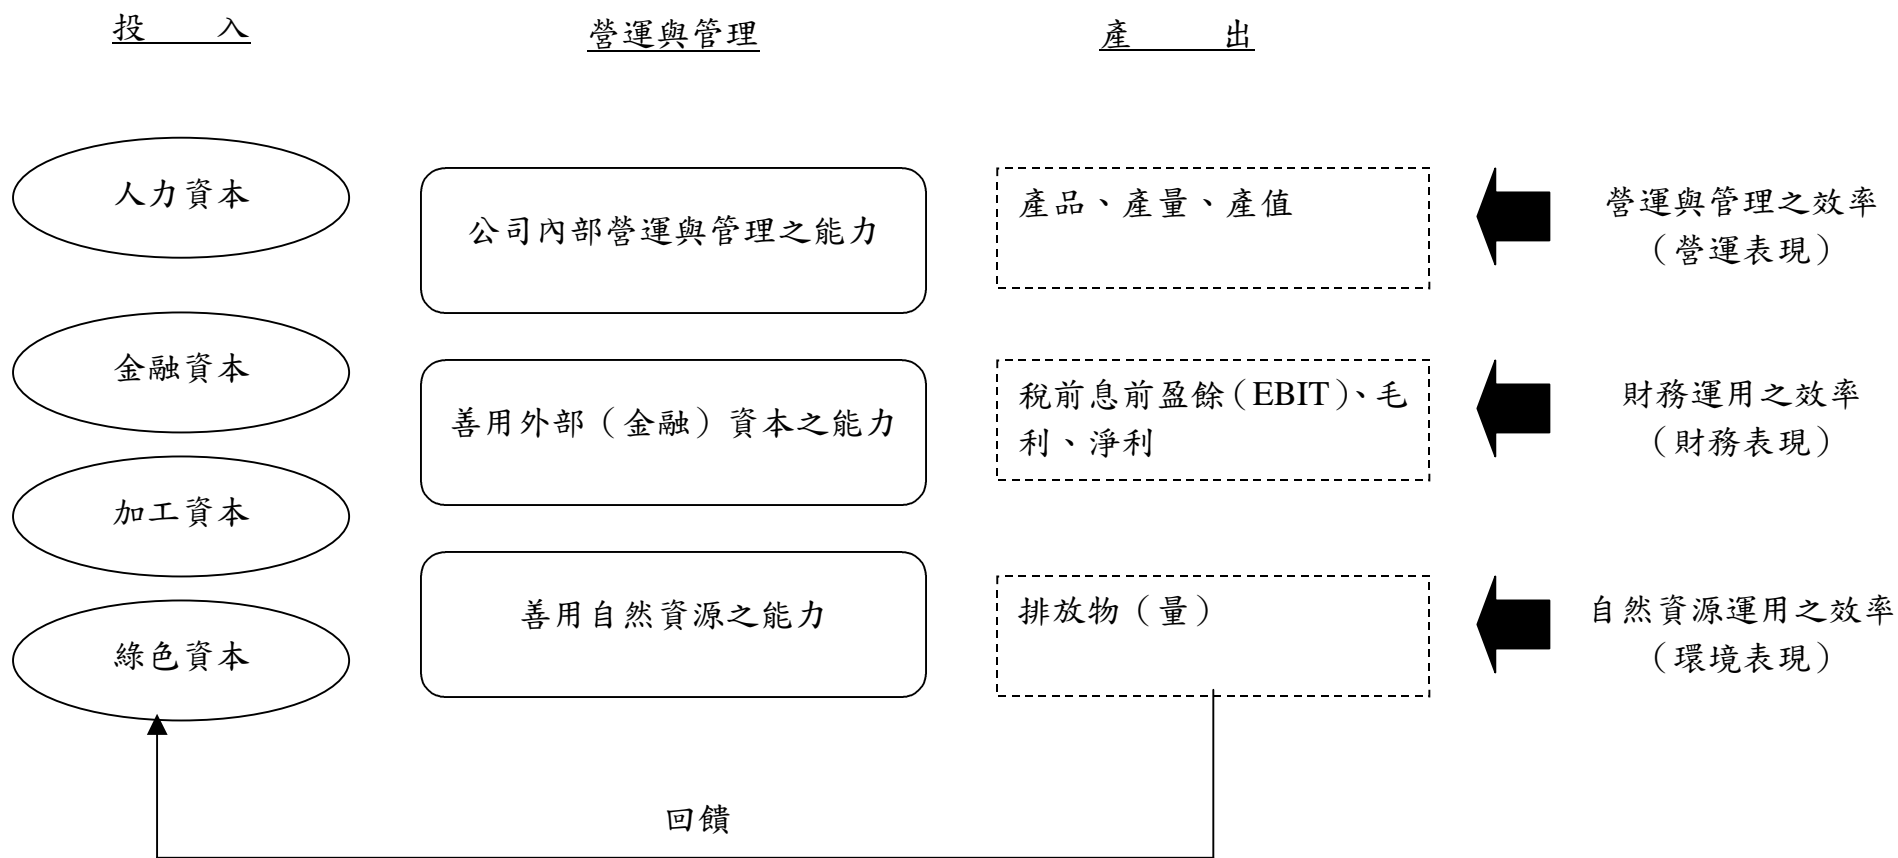 投 入
營運與管理
產 出
人力資本
金融資本
加工資本
綠色資本
公司內部營運與管理之能力
善用外部（金融）資本之能力
善用自然資源之能力
產品、產量、產值
稅前息前盈餘（EBIT）、毛
利、淨利
排放物（量）
營運與管理之效率
（營運表現）
財務運用之效率
（財務表現）
自然資源運用之效率
（環境表現）
回饋